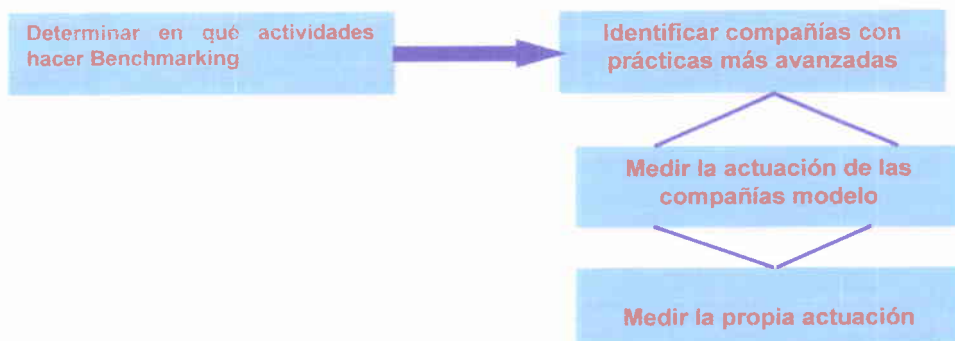 Determinar en qué actividades
hacer Benchmarking
Identificar compañías con
prácticas más avanzadas
Medir la actuación de las
compañías modelo
Medir la propia actuación